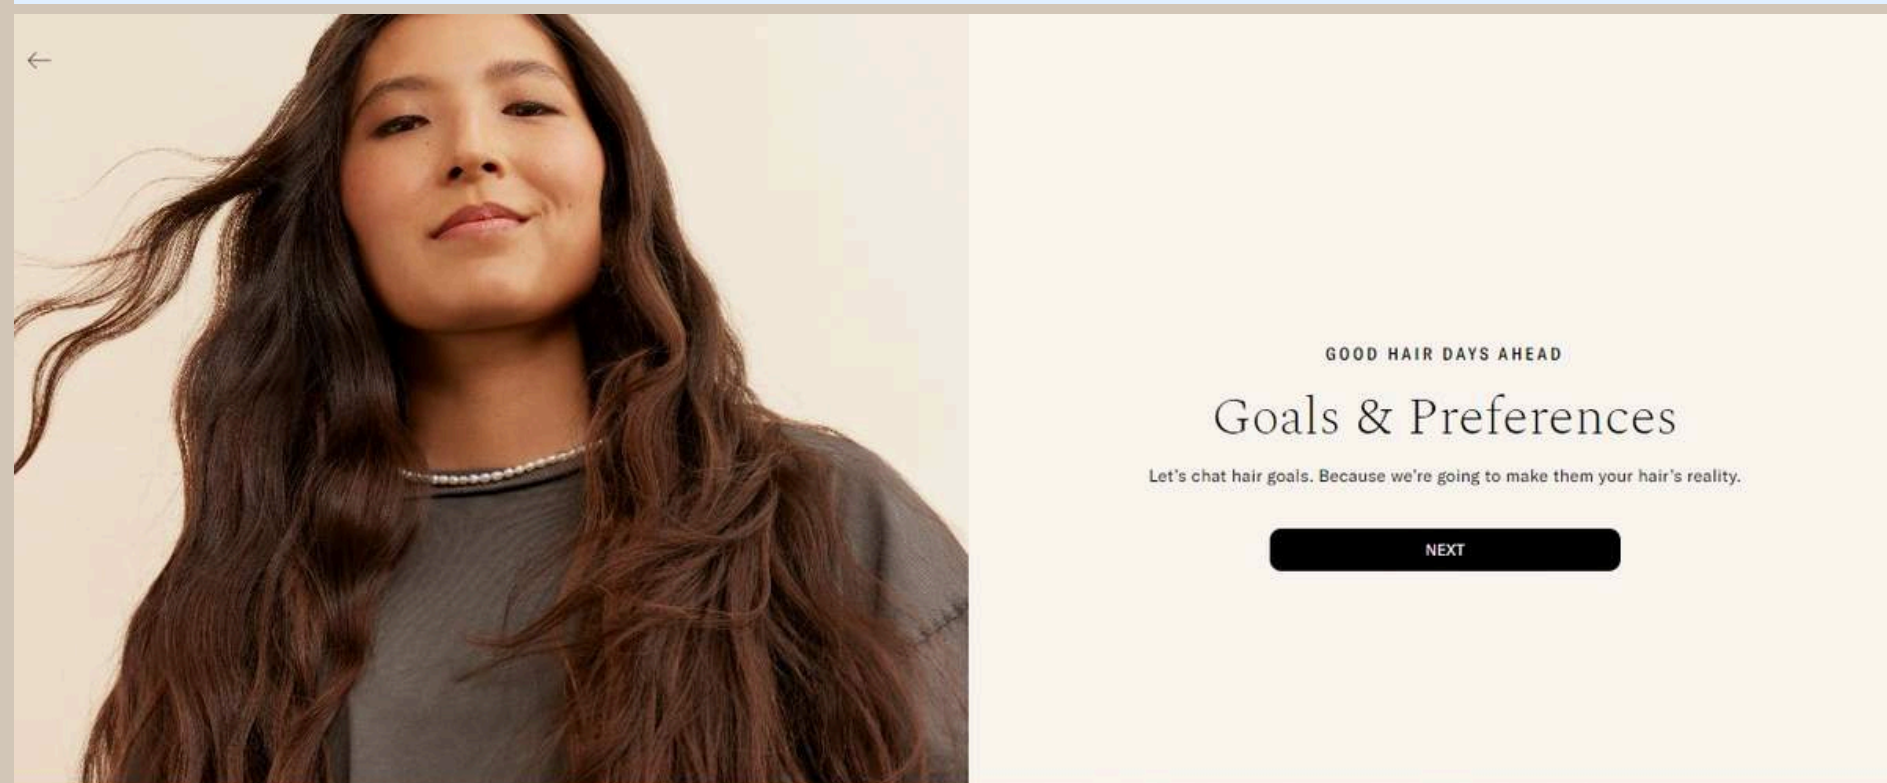 GOOD HAIR DAYS AHEAD
Goals & Preferences
Let's chat hair goals. Because we're going to make them your hair's reality.
NEXT